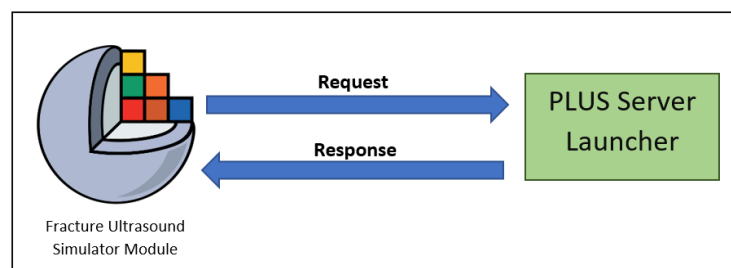 Request
PLUS Server
Launcher
Response
Fracture Ultrasound
Simulator Module